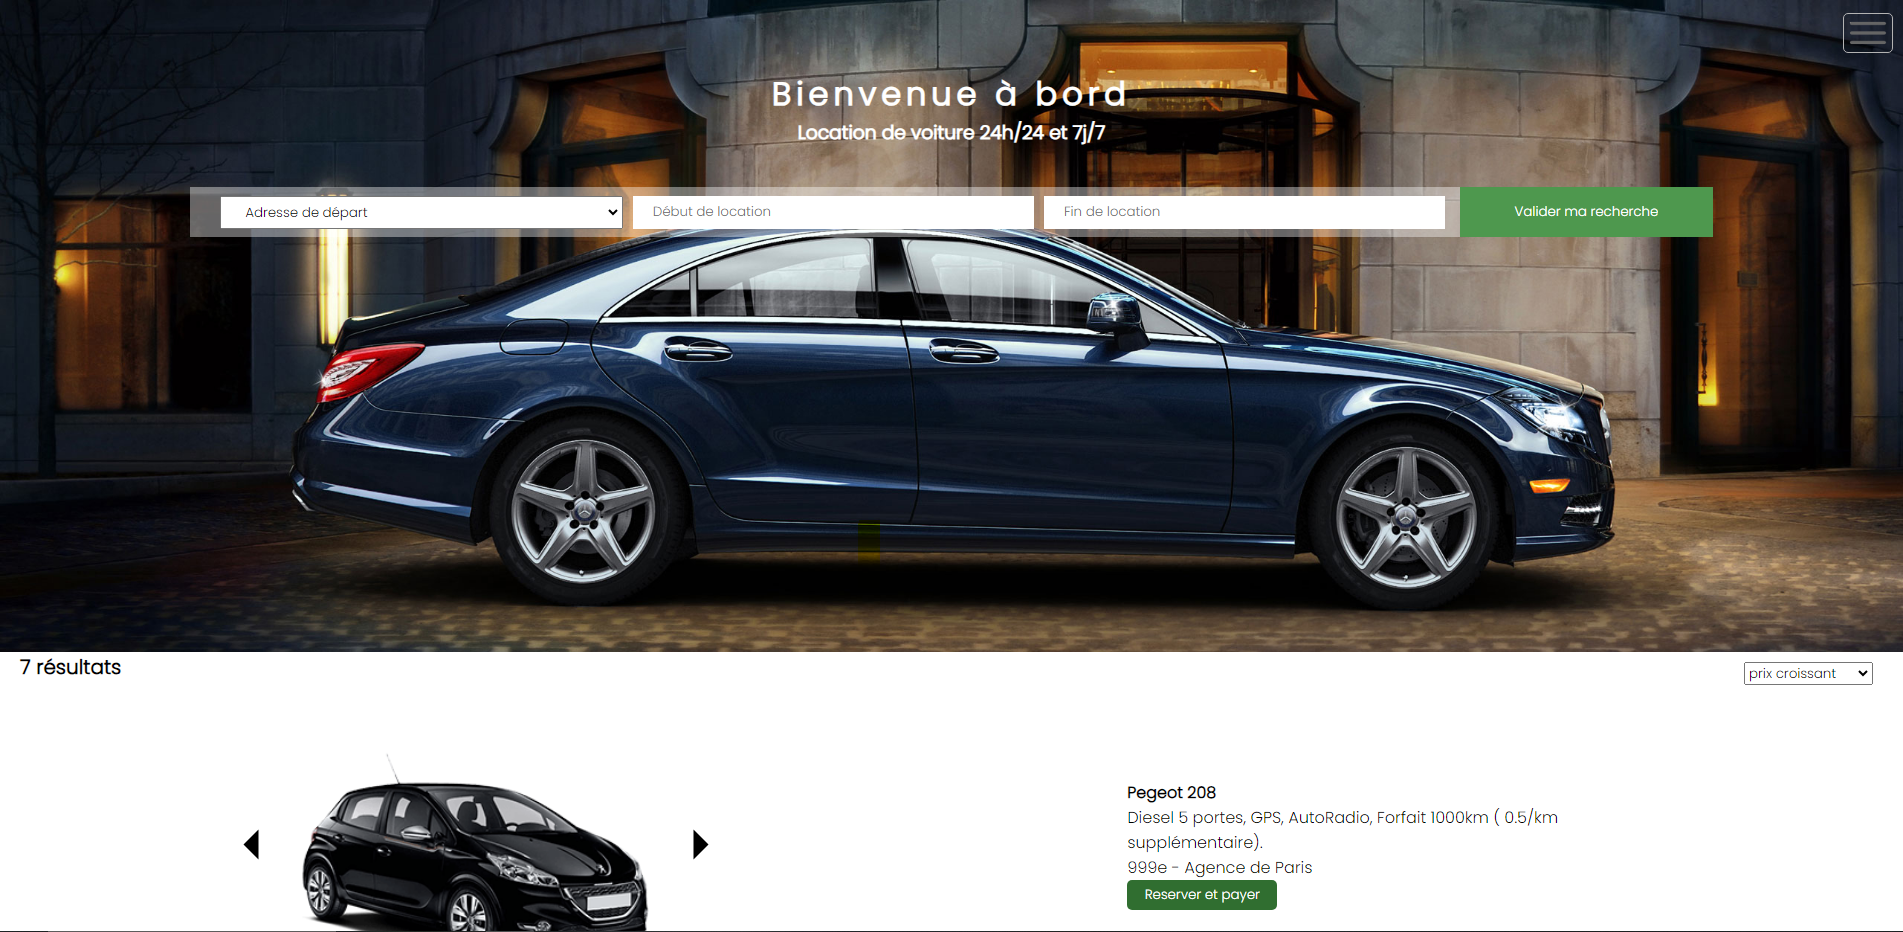 Bienvenue à bord
Location de voiture 24h/24 et 7j/7
Adresse de départ
Début de location
Fin de location
Valider ma recherche
7 résultats
prix croissant
Pegeot 208
Diesel 5 portes, GPS, AutoRadio, Forfait 1000km ( 0.5/km
supplémentaire).
999e - Agence de Paris
Reserver et payer